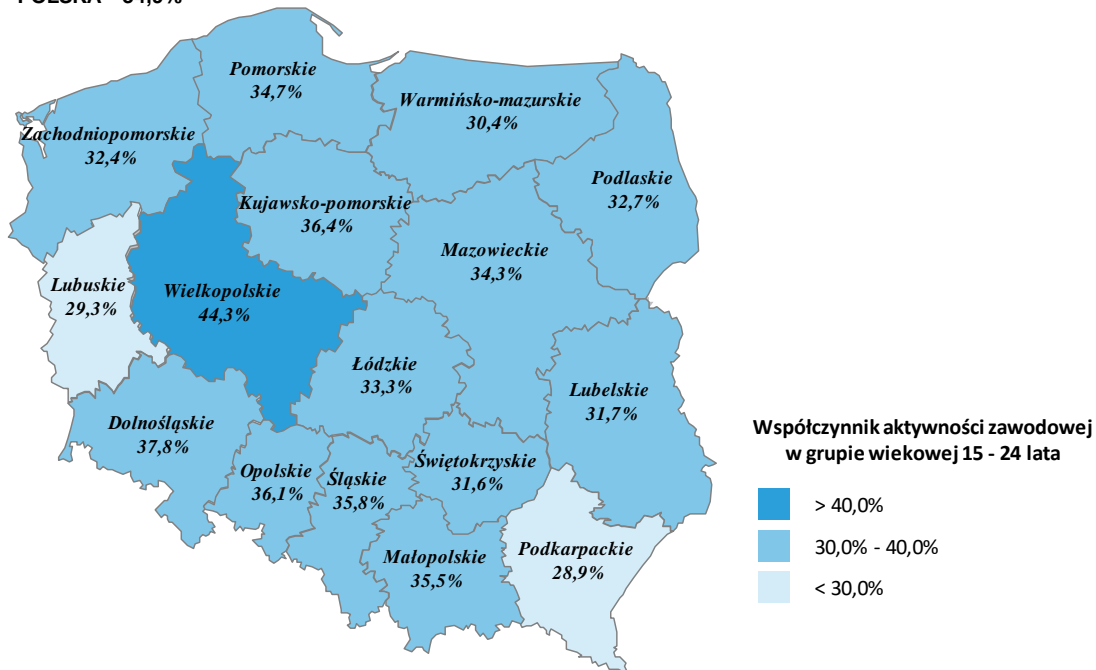 Pomorskie
34,7%
Warmińsko-mazurskie
30,4%
Zachodniopomorskie
32,4%
Podlaskie
32,7%
Kujawsko-pomorskie
36,4%
Mazowieckie
34,3%
Lubuskie
29,3%
Wielkopolskie
44,3%
Łódzkie
33,3%
Lubelskie
31,7%
Dolnośląskie
37,8%
Opolskie
36,1%
Śląskie
35,8%
Świętokrzyskie
31,6%
Małopolskie
35,5%
Podkarpackie
28,9%
Współczynnik aktywności zawodowej
w grupie wiekowej 15 - 24 lata
> 40,0%
30,0% - 40,0%
< 30,0%